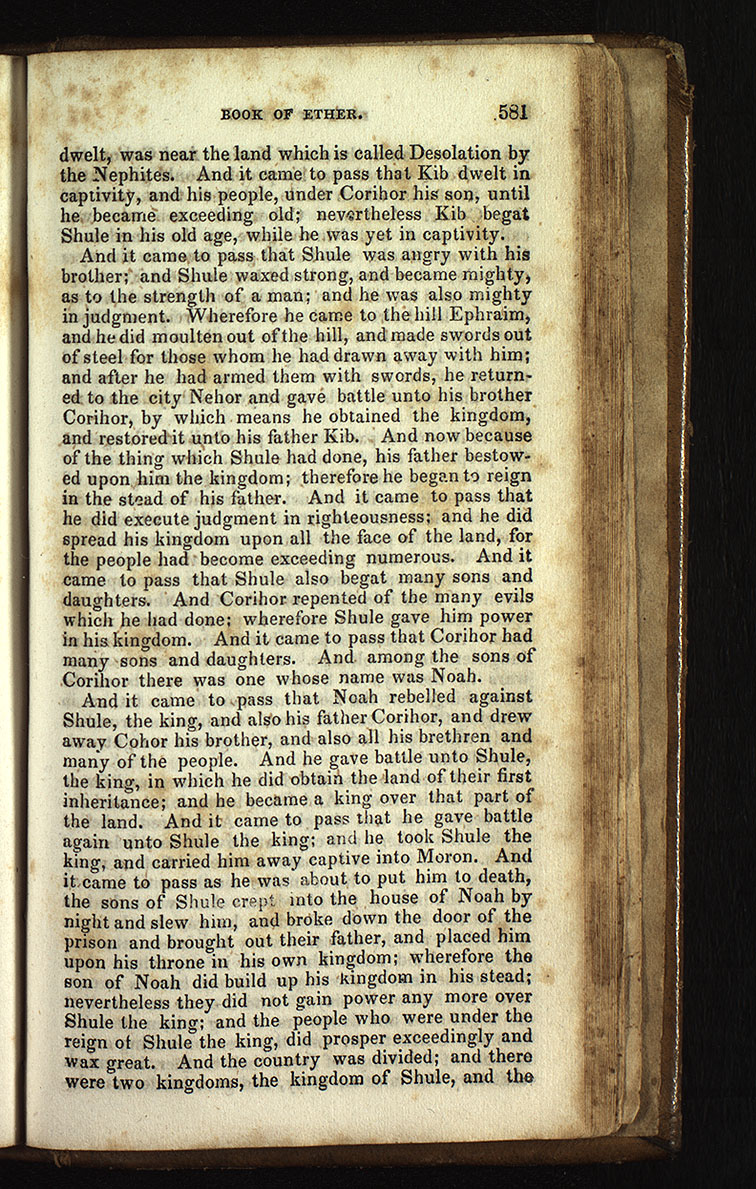 BOOK OF ETHER. 581
dwelt, was near the land which is called Desolation by
the Nephites. And it came to pass that Kib dwelt in
captivity, and his people, under Corihor his son, until
he became exceeding old; nevertheless Kib begat
Shule in his old age, while he was yet in captivity.
And it came to pass that Shule was angry with his
brother; and Shule waxed strong, and became mighty,
as to the strength of a man; and he was also mighty
in judgment. Wherefore he came to the hill Ephraim,
and he did moulten out of the hill, and made swords out
of steel for those whom he had drawn away with him;
and after he had armed them with swords, he return-
ed to the city Nehor and gave battle unto his brother
Corihor, by which means he obtained the kingdom,
and restored it unto his father Kib. And now because
of the thing which Shule had done, his father bestow-
ed upon him the kingdom; therefore he began to reign
in the stead of his father. And it came to pass that
he did execute judgment in righteousness; and he did
spread his kingdom upon all the face of the land, for
the people had become exceeding numerous. And it
came to pass that Shule also begat many sons and
daughters. And Corihor repented of the many evils
which he had done; wherefore Shule gave him power
in his kingdom. And it came to pass that Corihor had
many sons and daughters. And among the sons of
Corihor there was one whose name was Noah.
And it came to pass that Noah rebelled against
Shule, the king, and also his father Corihor, and drew
away Cohor his brother, and also all his brethren and
many of the people. And he gave battle unto Shule,
the king, in which he did obtain the land of their first
inheritance; and he became a king over that part of
the land. And it came to pass that he gave battle
again unto Shule the king; and he took Shule the
king, and carried him away captive into Moron. And
it came to pass as he was about to put him to death,
the sons of Shule crept into the house of Noah by
night and slew him, and broke down the door of the
prison and brought out their father, and placed him
upon his throne in his own kingdom; wherefore the
son of Noah did build up his kingdom in his stead;
nevertheless they did not gain power any more over
Shule the king; and the people who were under the
reign of Shule the king, did prosper exceedingly and
wax great. And the country was divided; and there
were two kingdoms, the kingdom of Shule, and the